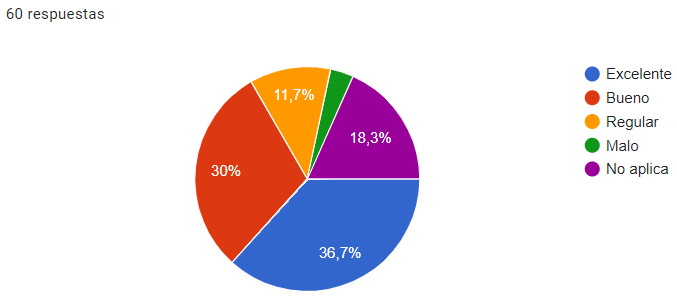 60 respuestas
11,7%
18,3%
30%
36,7%
Excelente
Bueno
Regular
Malo
No aplica